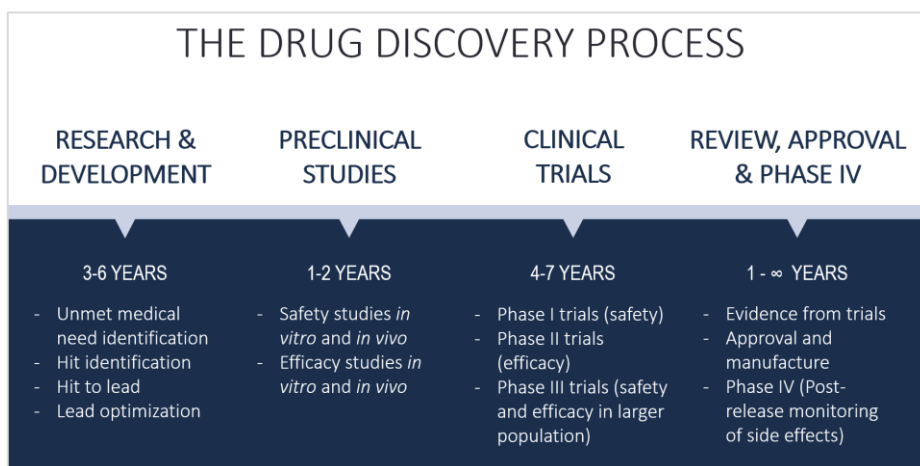 THE DRUG DISCOVERY PROCESS
RESEARCH &
DEVELOPMENT
3-6 YEARS
- Unmet medical
need identification
- Hit identification
- Hit to lead
- Lead optimization
PRECLINICAL
STUDIES
1-2 YEARS
- Safety studies in
vitro and in vivo
- Efficacy studies in
vitro and in vivo
CLINICAL
TRIALS
4-7 YEARS
- Phase I trials (safety)
- Phase II trials
(efficacy)
- Phase III trials (safety
and efficacy in larger
population)
REVIEW, APPROVAL
& PHASE IV
1 - ∞ YEARS
- Evidence from trials
- Approval and
manufacture
- Phase IV (Post-
release monitoring
of side effects)